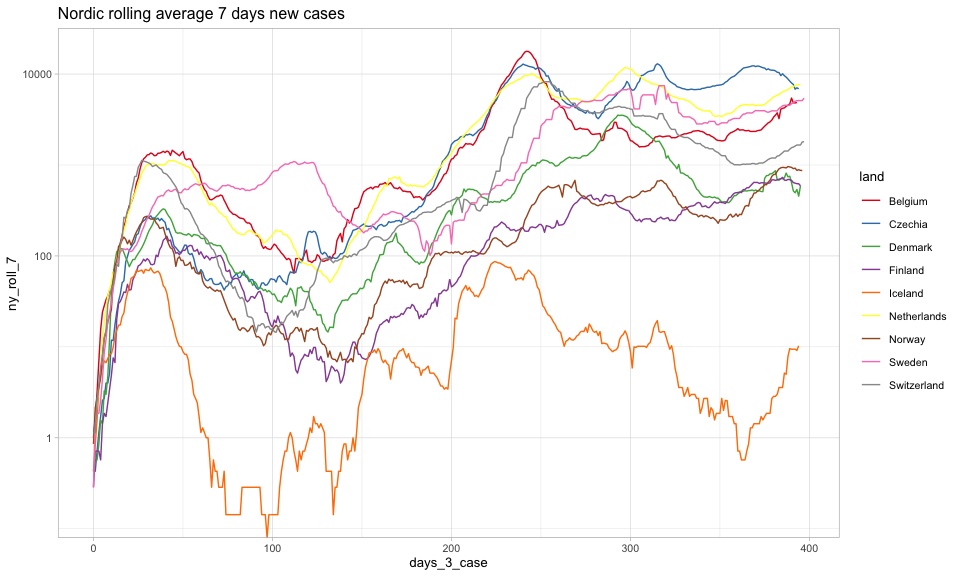 Nordic rolling average 7 days new cases
10000
100
1
ny_roll_7
0
100
200
300
400
days_3_case
land
Belgium
Czechia
Denmark
Finland
Iceland
Netherlands
Norway
Sweden
Switzerland